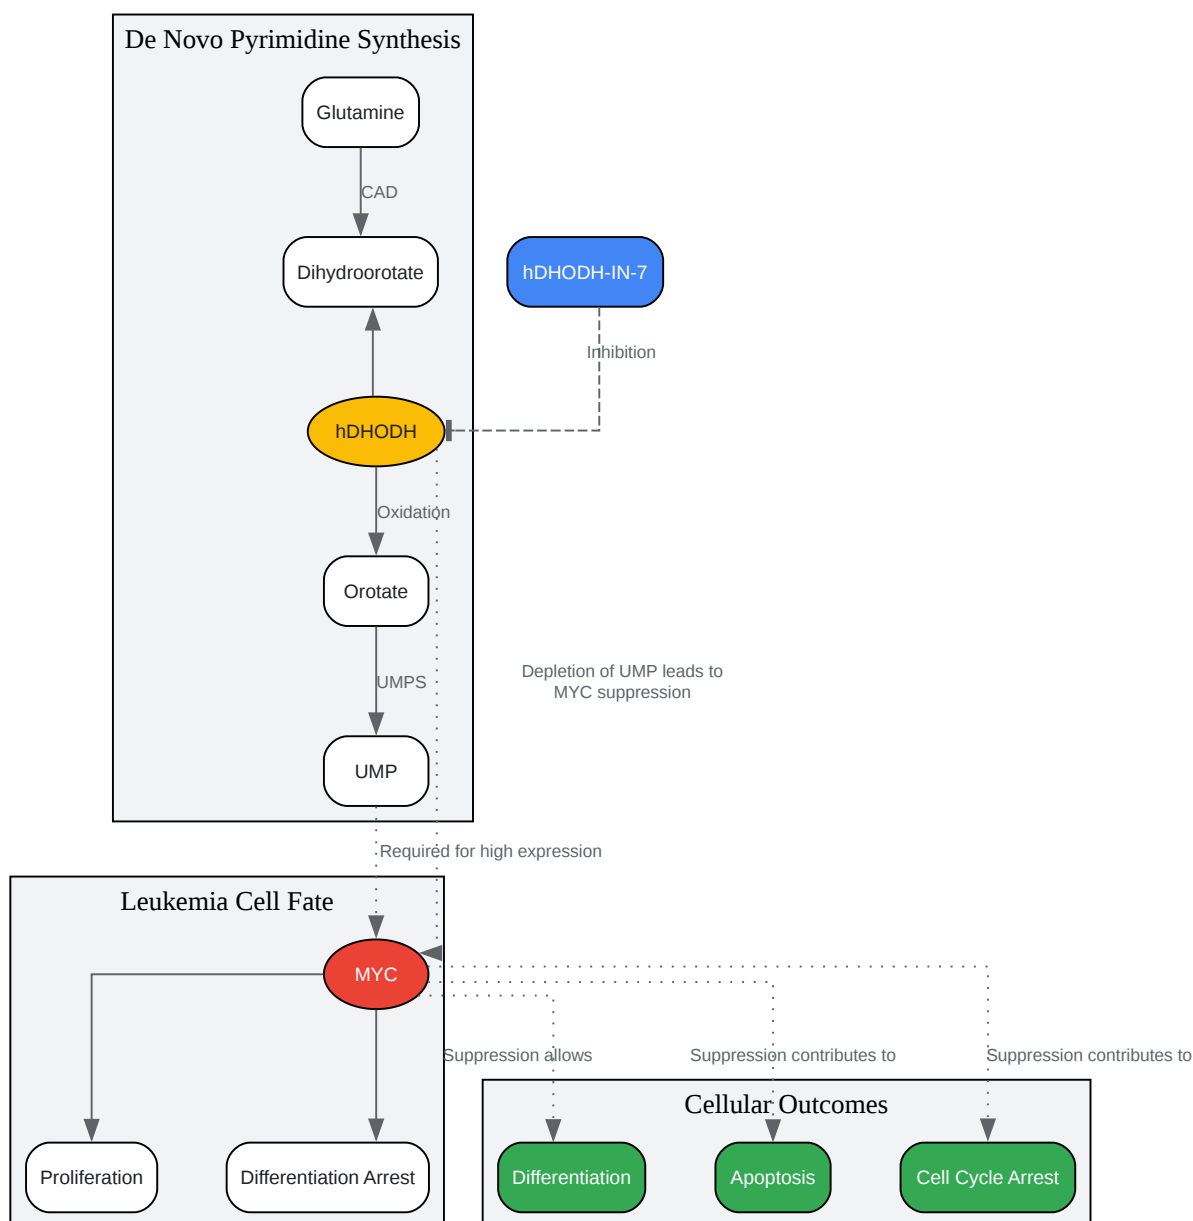 De Novo Pyrimidine Synthesis
Glutamine
CAD
Dihydroorotate
hDHODH-IN-7
Inhibition
hDHODH
Oxidation
Orotate
Depletion of UMP leads to
MYC suppression
UMPS
UMP
Required for high expression
Leukemia Cell Fate
MYC
Suppression allows
Suppression contributes to
Suppression contributes to
Cellular Outcomes
Proliferation
Differentiation Arrest
Differentiation
Apoptosis
Cell Cycle Arrest